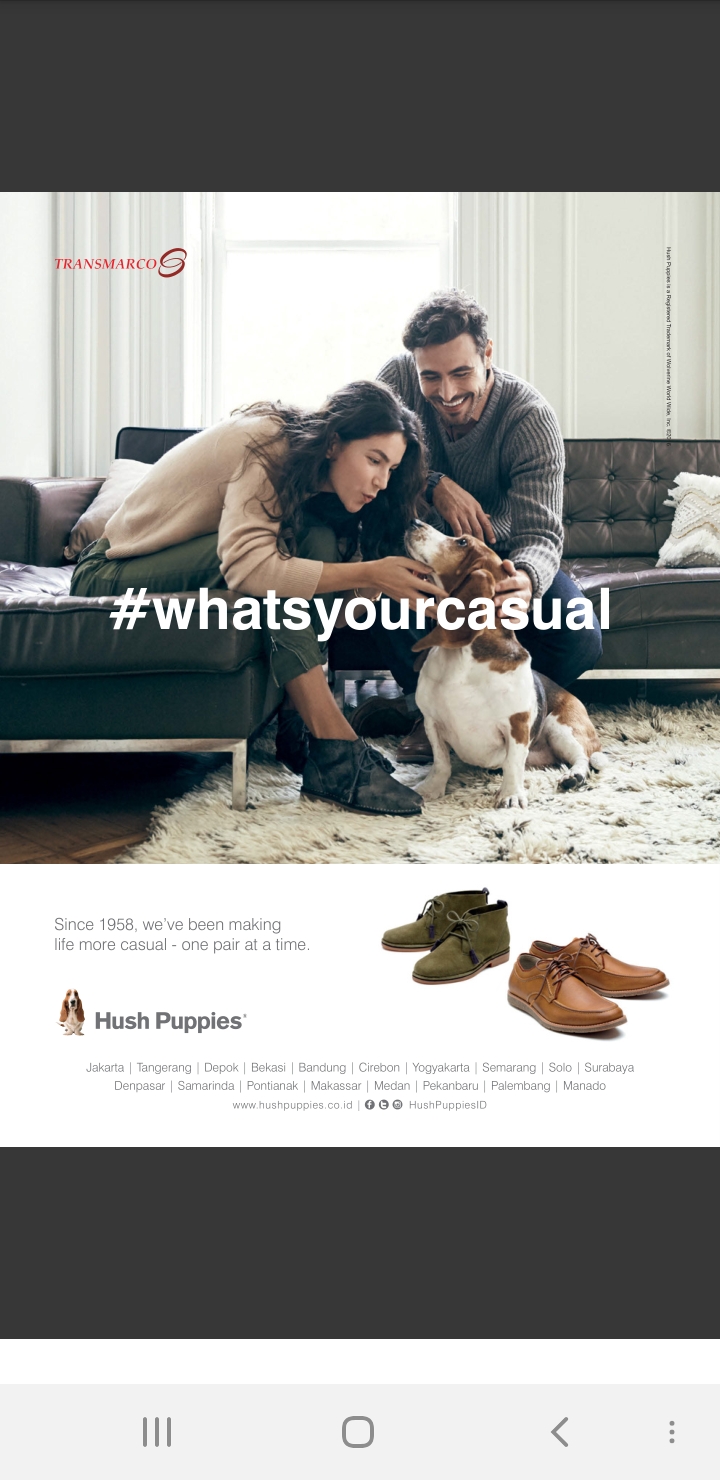 TRANSMARCO
Hush Puppies is a Registered Trademark of Wolverine World Wide, Inc.
#whatsyourcasual
Since 1958, we've been making
life more casual - one pair at a time.
Hush Puppies®
Jakarta | Tangerang | Depok | Bekasi | Bandung | Cirebon | Yogyakarta | Semarang | Solo | Surabaya
Denpasar | Samarinda | Pontianak | Makassar | Medan | Pekanbaru | Palembang | Manado
www.hushpuppies.co.id | HushPuppiesID